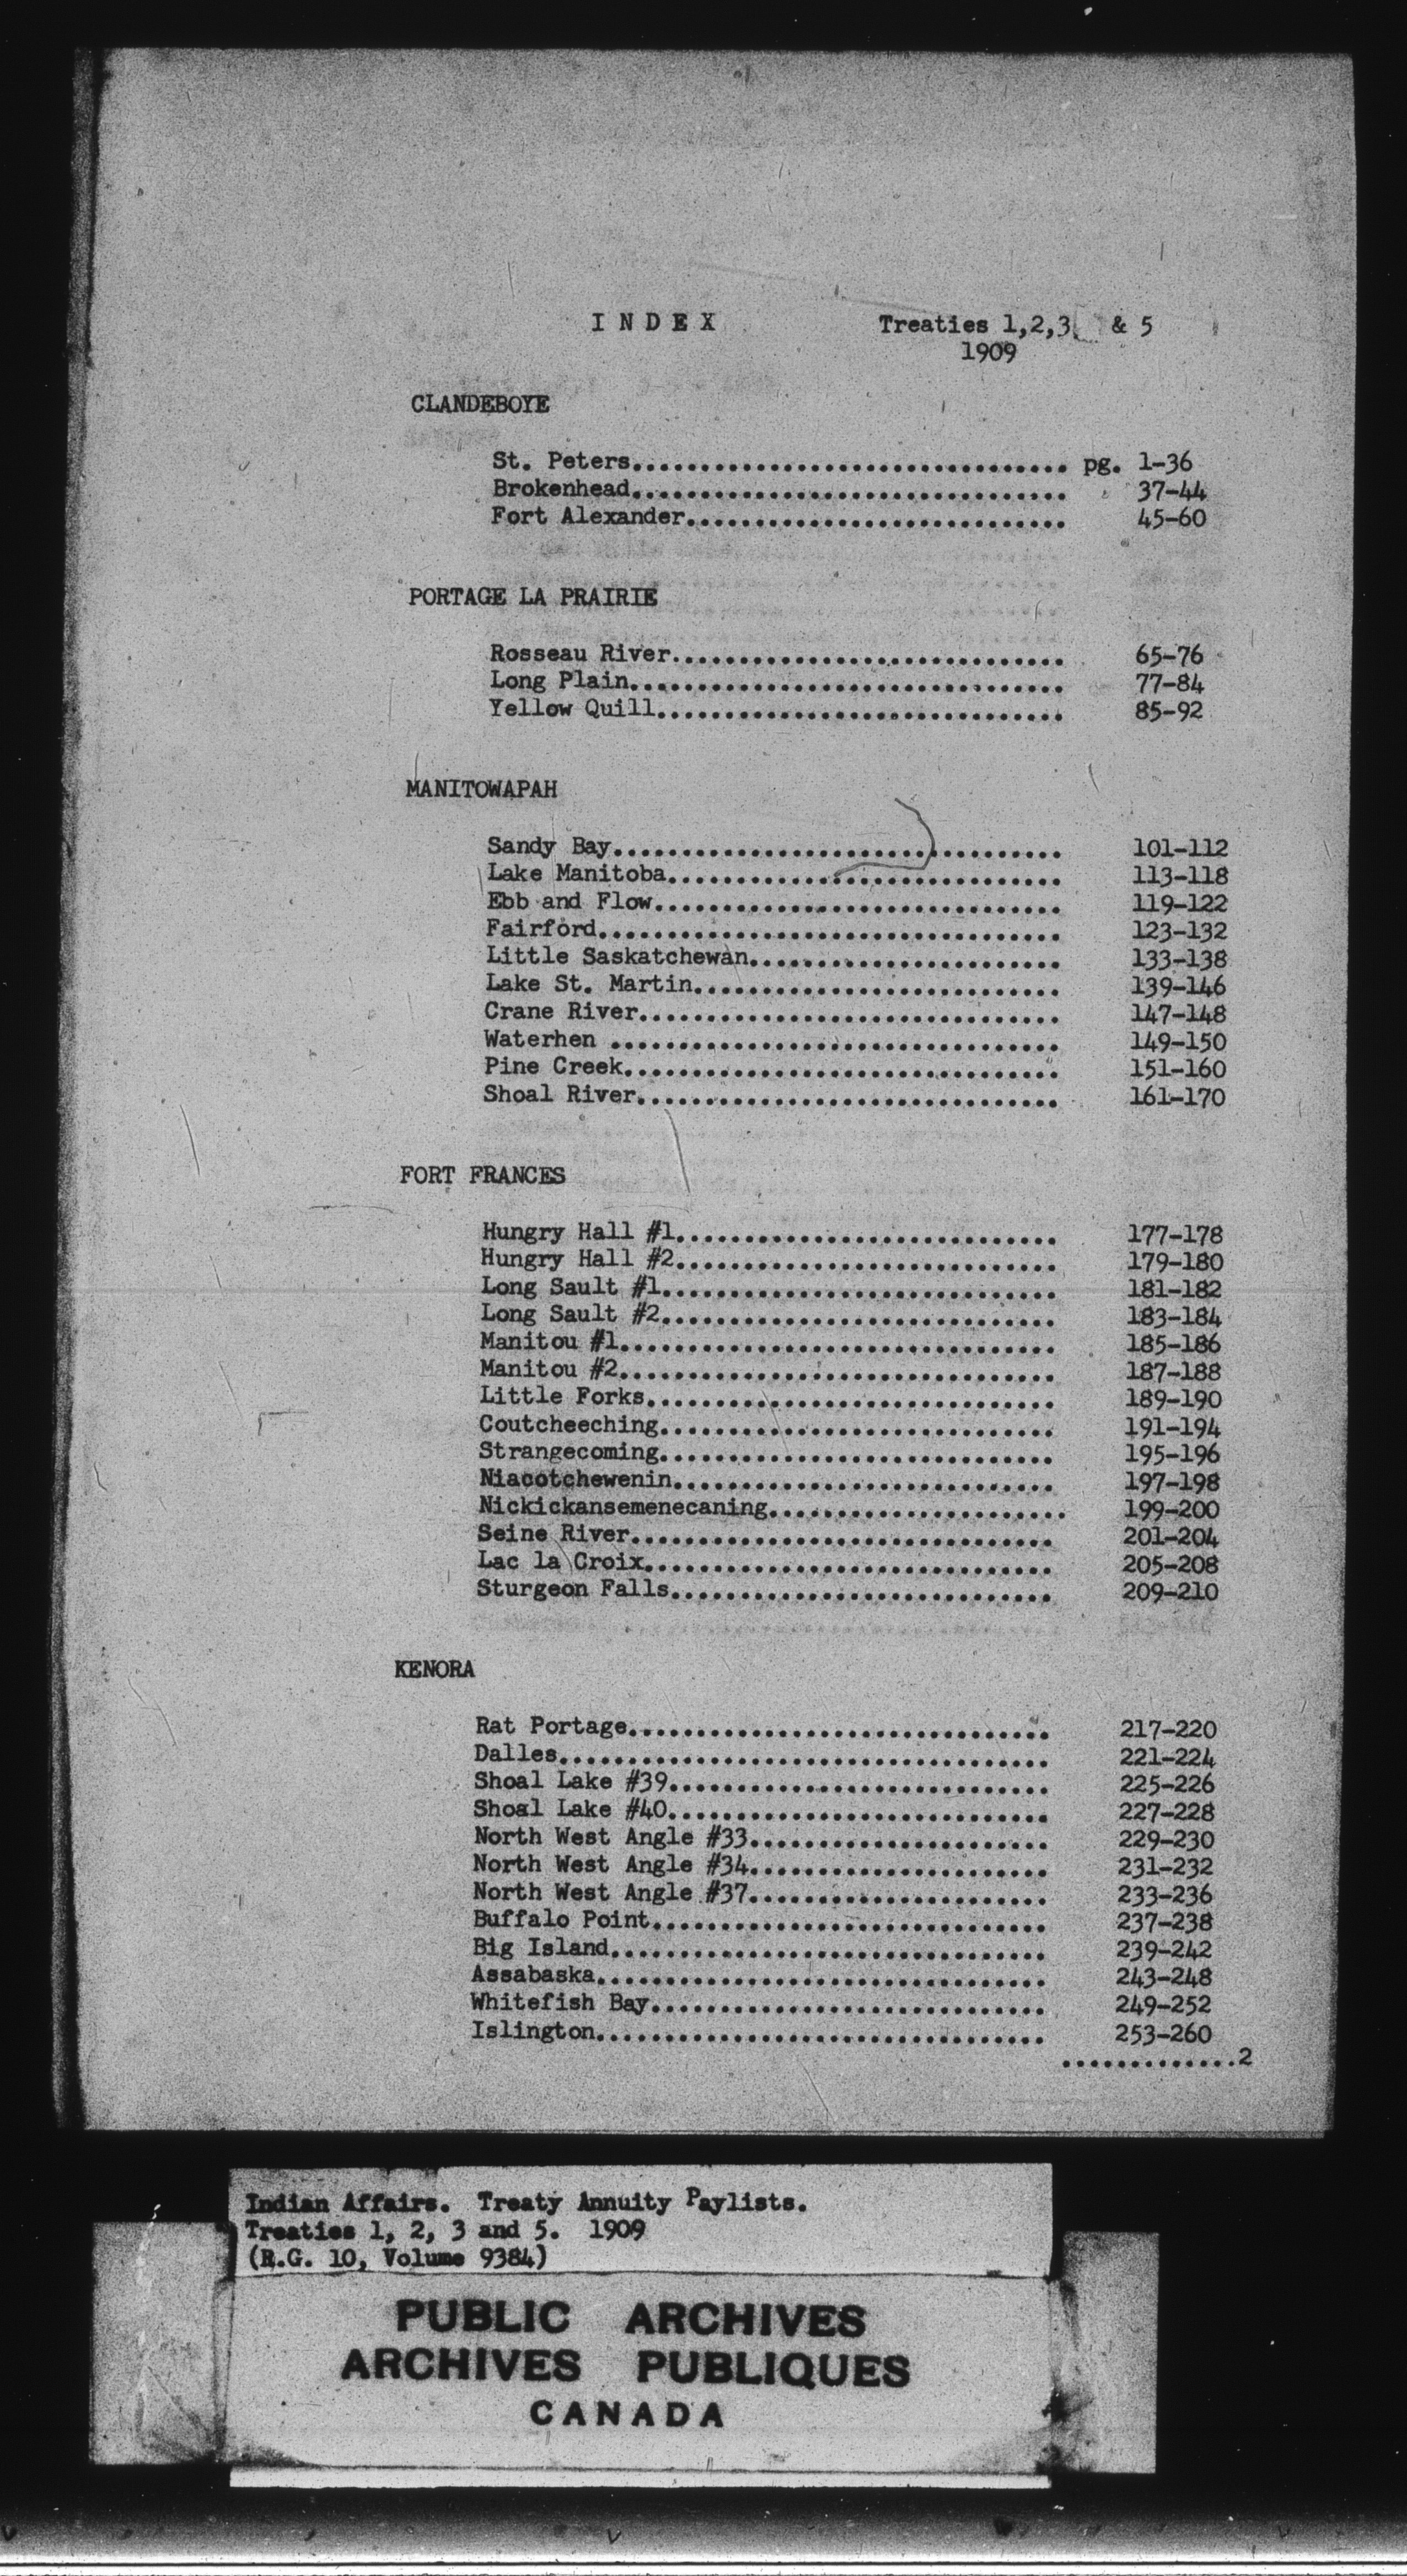 INDEX Treaties 1,2,3 & 5
1909
CLANDEBOYE
St. Peters................................ pg. 1-36
Brokenhead................................ 37-44
Fort Alexander............................ 45-60
PORTAGE LA PRAIRIE
Rosseau River............................. 65-76
Long Plain................................ 77-84
Yellow Quill.............................. 85-92
MANITOWAPAH
Sandy Bay................................. 101-112
Lake Manitoba............................. 113-118
Ebb and Flow.............................. 119-122
Fairford.................................. 123-132
Little Saskatchewan....................... 133-138
Lake St. Martin........................... 139-146
Crane River............................... 147-148
Waterhen ................................. 149-150
Pine Creek................................ 151-160
Shoal River............................... 161-170
FORT FRANCES
Hungry Hall #1............................ 177-178
Hungry Hall #2............................ 179-180
Long Sault #1............................. 181-182
Long Sault #2............................. 183-184
Manitou #1................................ 185-186
Manitou #2................................ 187-188
Little Forks.............................. 189-190
Coutcheeching............................. 191-194
Strangecoming............................. 195-196
Niacotchewenin............................ 197-198
Nickickansemenecaning...................... 199-200
Seine River............................... 201-204
Lac la Croix.............................. 205-208
Sturgeon Falls............................ 209-210
KENORA
Rat Portage............................... 217-220
Dalles.................................... 221-224
Shoal Lake #39............................ 225-226
Shoal Lake #40............................ 227-228
North West Angle #33...................... 229-230
North West Angle #34...................... 231-232
North West Angle #37...................... 233-236
Buffalo Point............................. 237-238
Big Island................................ 239-242
Assabaska................................. 243-248
Whitefish Bay............................. 249-252
Islington................................. 253-260
.............2
Indian Affairs. Treaty Annuity Paylists.
Treaties 1, 2, 3 and 5. 1909
(R.G. 10, Volume 9384)
PUBLIC ARCHIVES
ARCHIVES PUBLIQUES
CANADA